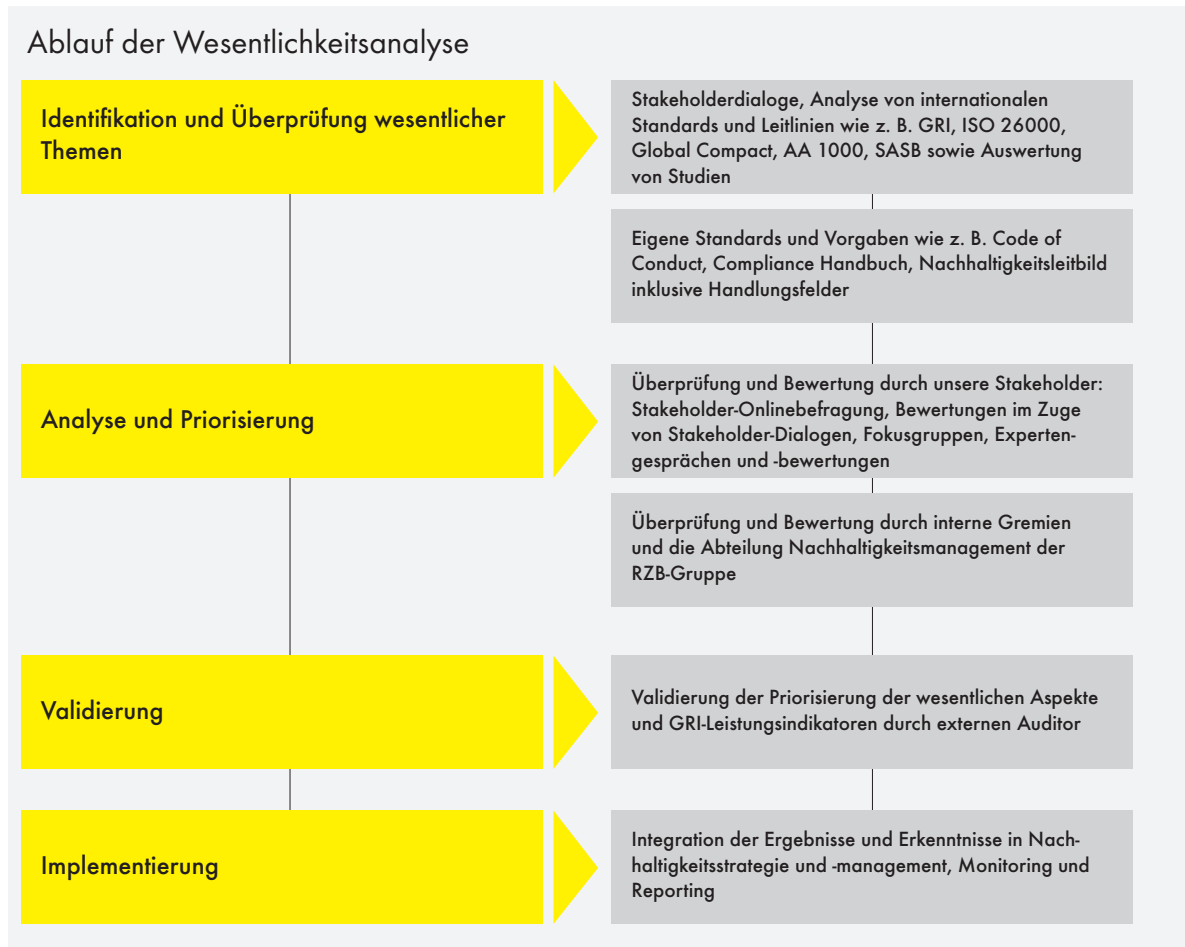 Ablauf der Wesentlichkeitsanalyse
Identifikation und Überprüfung wesentlicher
Themen
Stakeholderdialoge, Analyse von internationalen
Standards und Leitlinien wie z. B. GRI, ISO 26000,
Global Compact, AA 1000, SASB sowie Auswertung
von Studien
Eigene Standards und Vorgaben wie z. B. Code of
Conduct, Compliance Handbuch, Nachhaltigkeitsleitbild
inklusive Handlungsfelder
Analyse und Priorisierung
Überprüfung und Bewertung durch unsere Stakeholder:
Stakeholder-Onlinebefragung, Bewertungen im Zuge
von Stakeholder-Dialogen, Fokusgruppen, Experten-
gesprächen und -bewertungen
Überprüfung und Bewertung durch interne Gremien
und die Abteilung Nachhaltigkeitsmanagement der
RZB-Gruppe
Validierung
Validierung der Priorisierung der wesentlichen Aspekte
und GRI-Leistungsindikatoren durch externen Auditor
Implementierung
Integration der Ergebnisse und Erkenntnisse in Nach-
haltigkeitsstrategie und -management, Monitoring und
Reporting